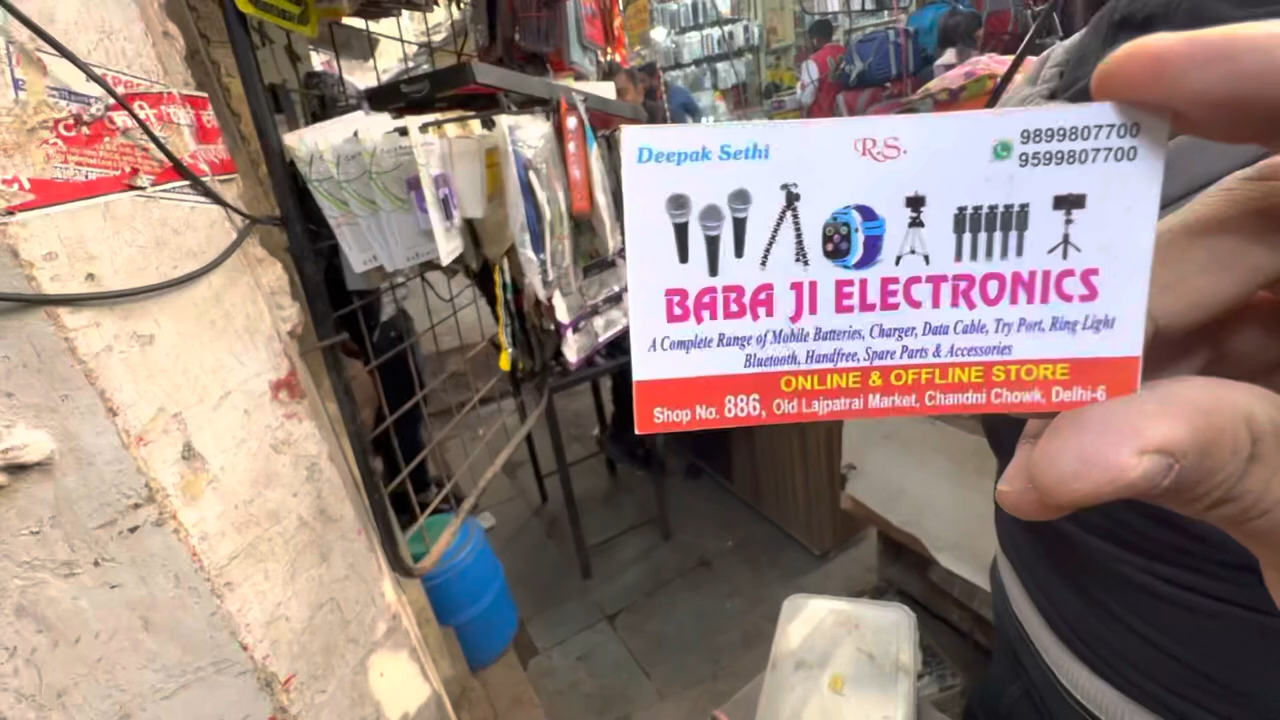 Deepak Sethi
R.S.
9899807700
9599807700
BABA JI ELECTRONICS
A Complete Range of Mobile Batteries, Charger, Data Cable, Try Port, Ring Light
Bluetooth, Handfree, Spare Parts & Accessories
ONLINE & OFFLINE STORE
Shop No. 886, Old Lajpatrai Market, Chandni Chowk, Delhi-6